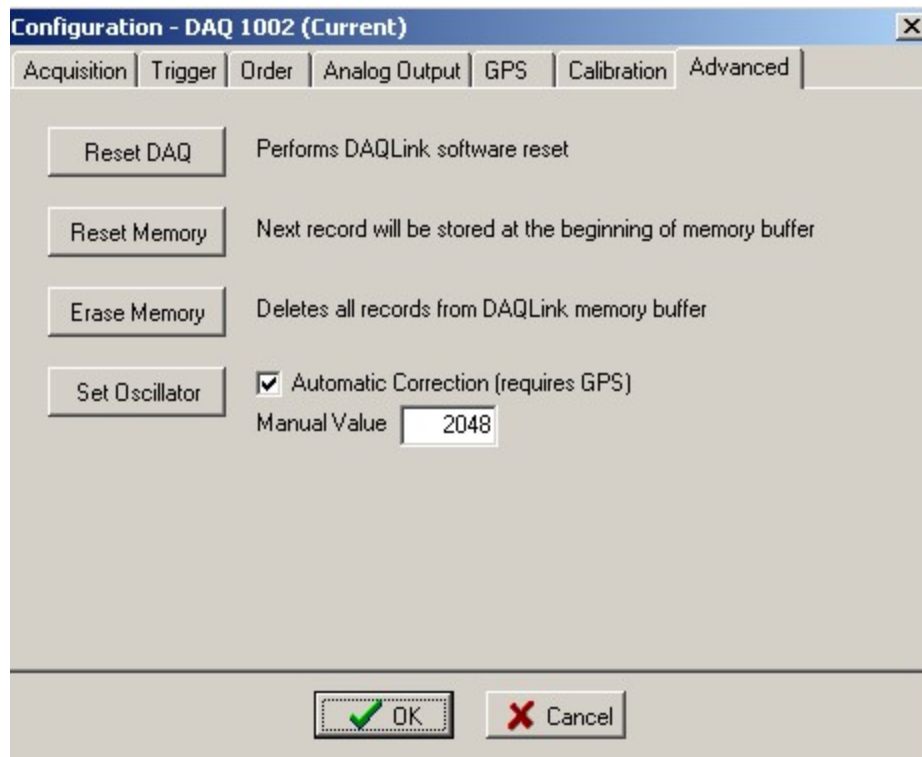 Configuration - DAQ 1002 (Current)
Acquisition Trigger Order Analog Output GPS Calibration Advanced
Reset DAQ Performs DAQLink software reset
Reset Memory Next record will be stored at the beginning of memory buffer
Erase Memory Deletes all records from DAQLink memory buffer
Set Oscillator Automatic Correction (requires GPS)
Manual Value 2048
OK Cancel